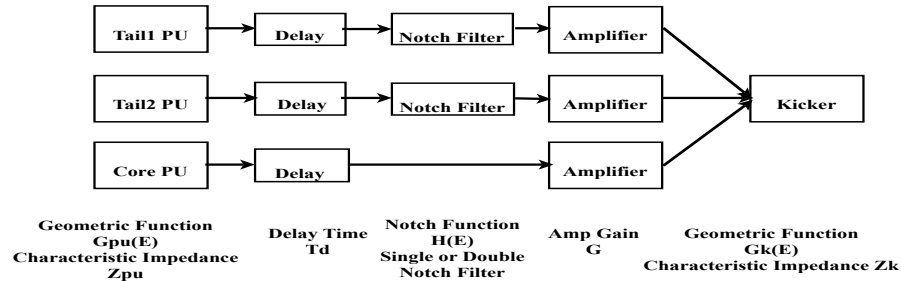 Tail1 PU
Delay
Notch Filter
Amplifier
Tail2 PU
Delay
Notch Filter
Amplifier
Kicker
Core PU
Delay
Amplifier
Geometric Function
Gpu(E)
Characteristic Impedance
Zpu
Delay Time
Td
Notch Function
H(E)
Single or Double
Notch Filter
Amp Gain
G
Geometric Function
Gk(E)
Characteristic Impedance Zk